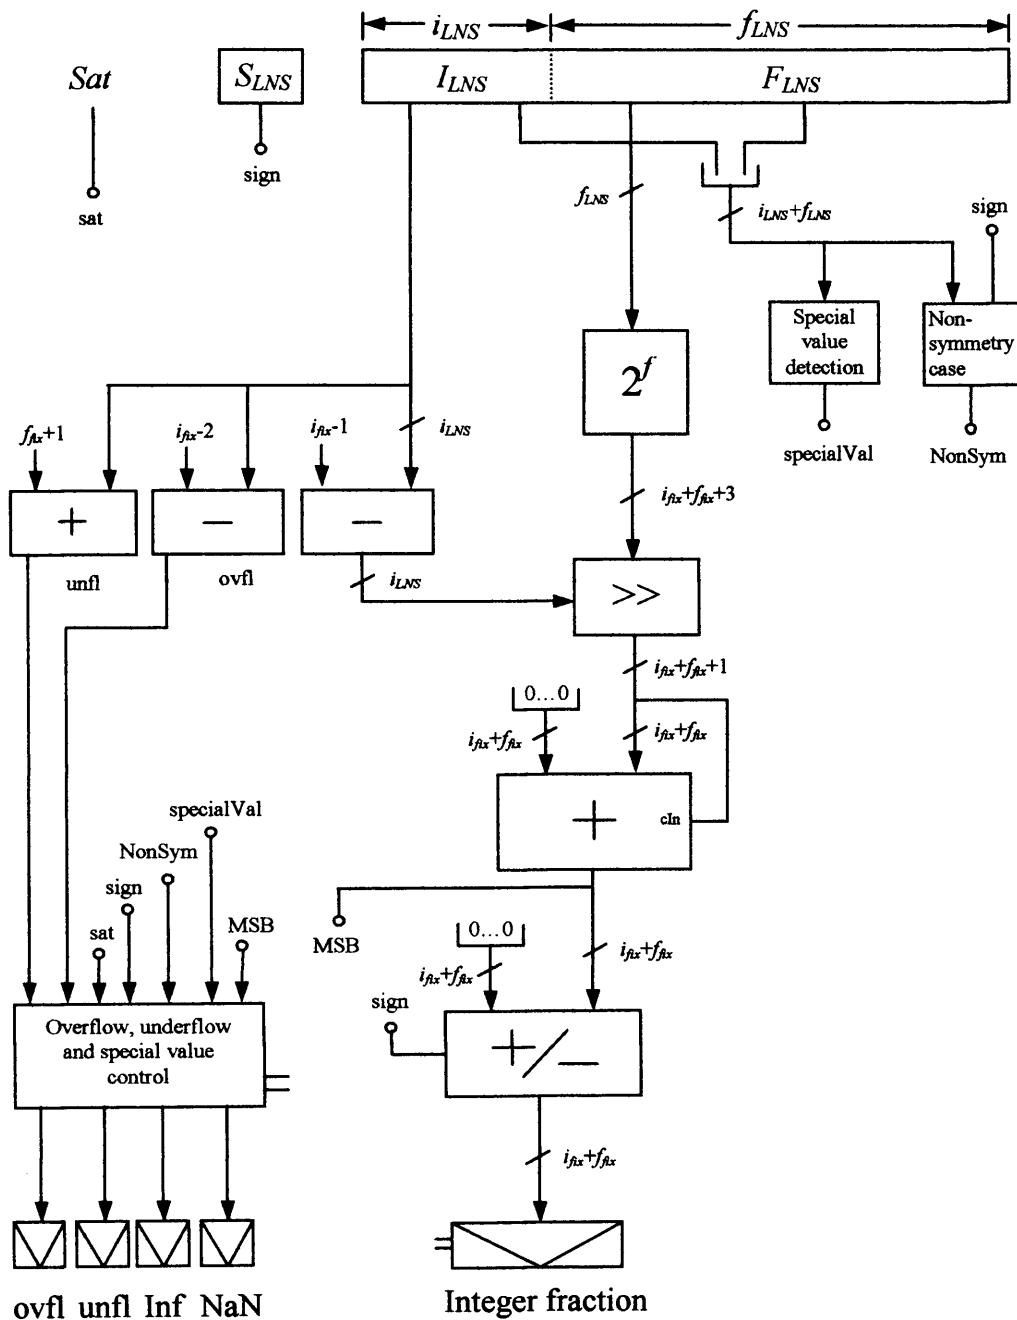 i_LNS f_LNS
Sat S_LNS I_LNS F_LNS
sign
sat
f_LNS
i_LNS+f_LNS
sign
Special
value
detection
Non-
symmetry
case
2^f
specialVal
NonSym
f_fix+1 i_fix-2 i_fix-1 i_LNS
+ − −
unfl ovfl
i_LNS
i_fix+f_fix+3
>>
i_fix+f_fix+1
0...0
i_fix+f_fix i_fix+f_fix
+ cIn
specialVal
NonSym
sign
sat
MSB
MSB
0...0
i_fix+f_fix i_fix+f_fix
sign
Overflow, underflow
and special value
control
+/−
i_fix+f_fix
ovfl unfl Inf NaN
Integer fraction